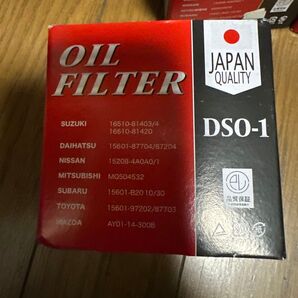 OIL
FILTER
JAPAN
QUALITY
DSO-1
SUZUKI 16510-81403/4
16510-81420
DAIHATSU 15601-87704/87204
NISSAN 15208-4A0A0/1
MITSUBISHI MQ504532
SUBARU 15601-B2010/30
TOYOTA 15601-97202/87703
MAZDA AY01-14-300B
品質保証